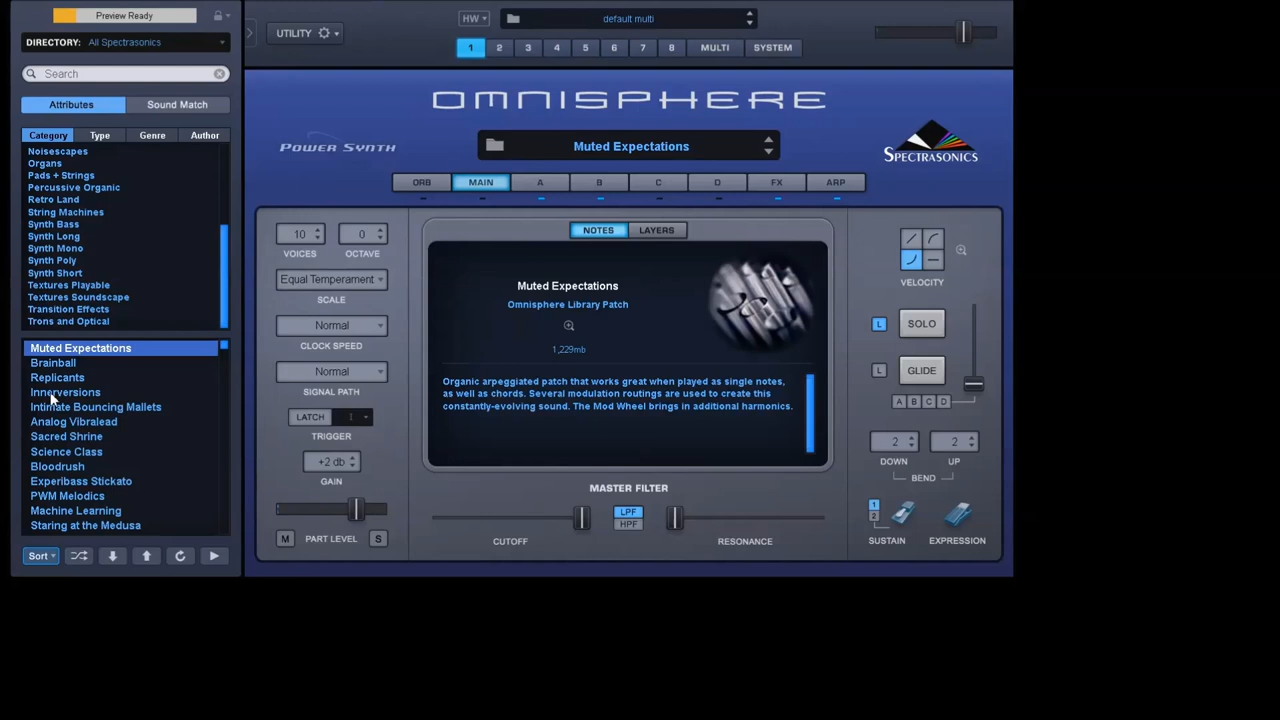 Preview Ready
DIRECTORY: All Spectrasonics
Search
Attributes Sound Match
Category Type Genre Author
Noisescapes
Organs
Pads + Strings
Percussive Organic
Retro Land
String Machines
Synth Bass
Synth Long
Synth Mono
Synth Poly
Synth Short
Textures Playable
Textures Soundscape
Transition Effects
Trons and Optical
Muted Expectations
Brainball
Replicants
Innerversions
Intimate Bouncing Mallets
Analog Vibralead
Sacred Shrine
Science Class
Bloodrush
Experibass Stickato
PWM Melodics
Machine Learning
Staring at the Medusa
Sort
UTILITY
HW default multi
1 2 3 4 5 6 7 8 MULTI SYSTEM
OMNISPHERE
POWER SYNTH
Muted Expectations
SPECTRASONICS
ORB MAIN A B C D FX ARP
10 0
VOICES OCTAVE
Equal Temperament
SCALE
Normal
CLOCK SPEED
Normal
SIGNAL PATH
LATCH 1
TRIGGER
+2 db
GAIN
M PART LEVEL S
NOTES LAYERS
Muted Expectations
Omnisphere Library Patch
1,229mb
Organic arpeggiated patch that works great when played as single notes,
as well as chords. Several modulation routings are used to create this
constantly-evolving sound. The Mod Wheel brings in additional harmonics.
MASTER FILTER
LPF
HPF
CUTOFF RESONANCE
VELOCITY
L SOLO
L GLIDE
A B C D
2 2
DOWN UP
BEND
1
2
SUSTAIN EXPRESSION